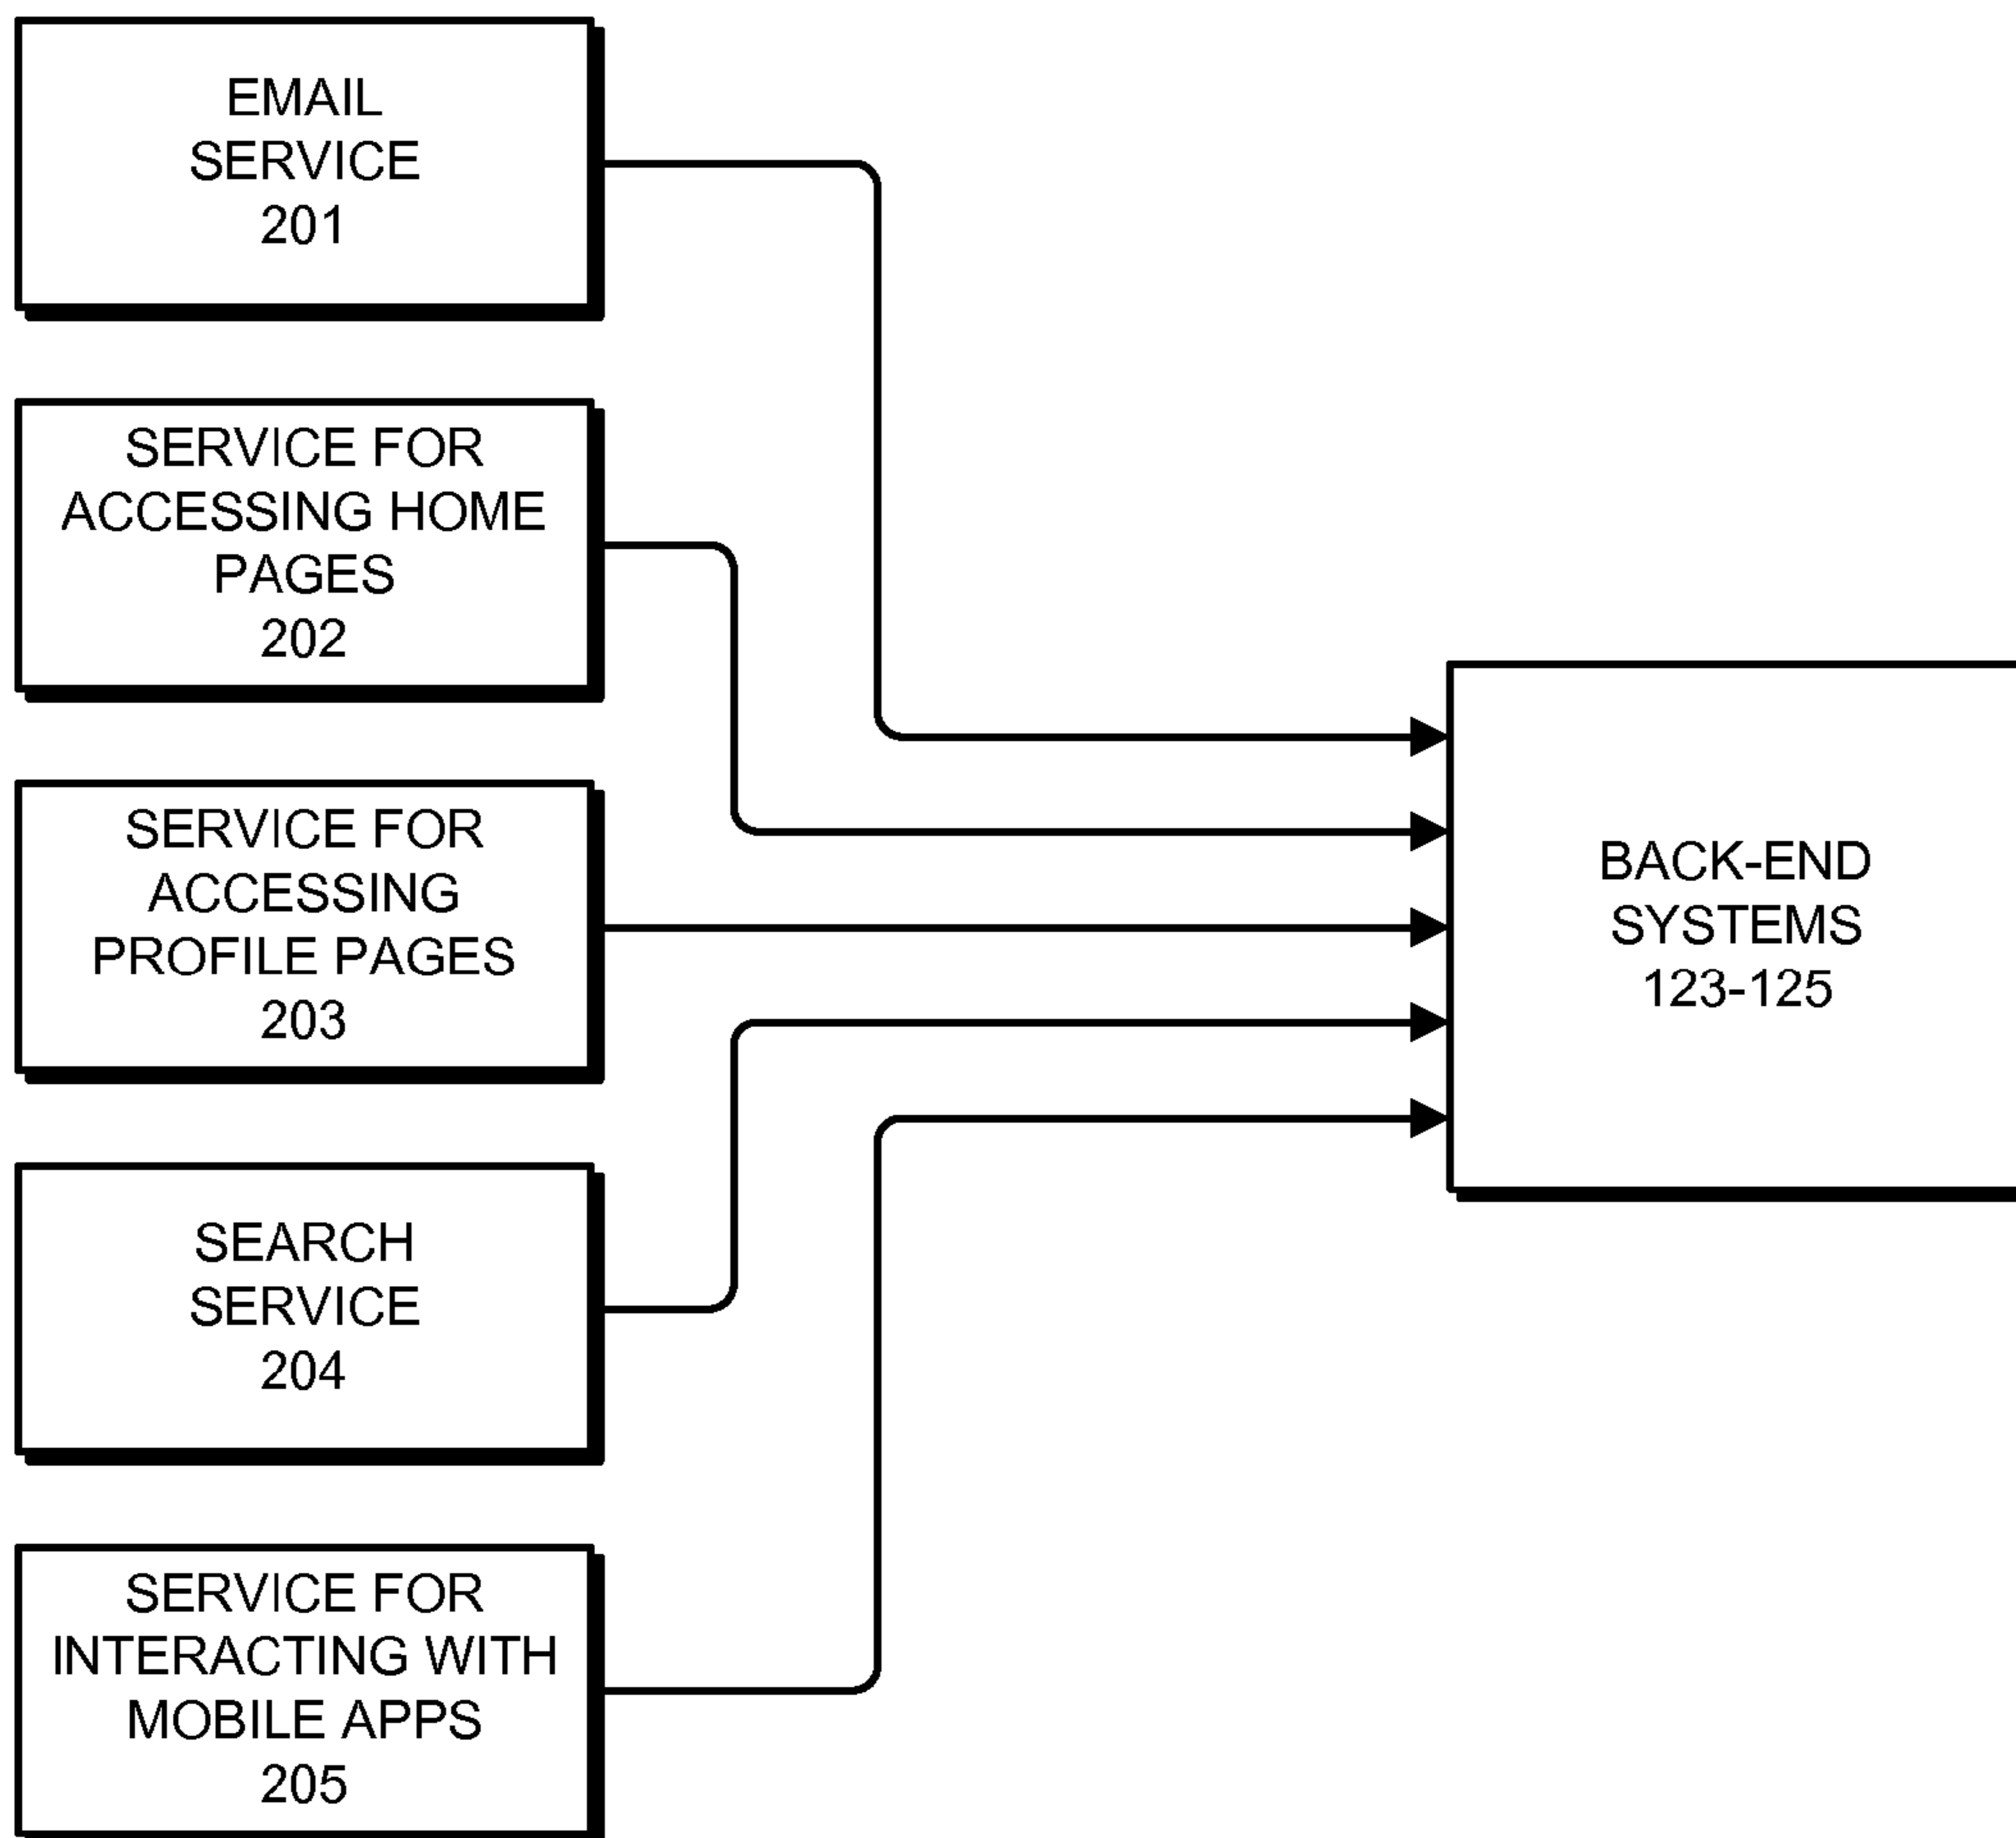 EMAIL
SERVICE
201
SERVICE FOR
ACCESSING HOME
PAGES
202
SERVICE FOR
ACCESSING
PROFILE PAGES
203
SEARCH
SERVICE
204
SERVICE FOR
INTERACTING WITH
MOBILE APPS
205
BACK-END
SYSTEMS
123-125